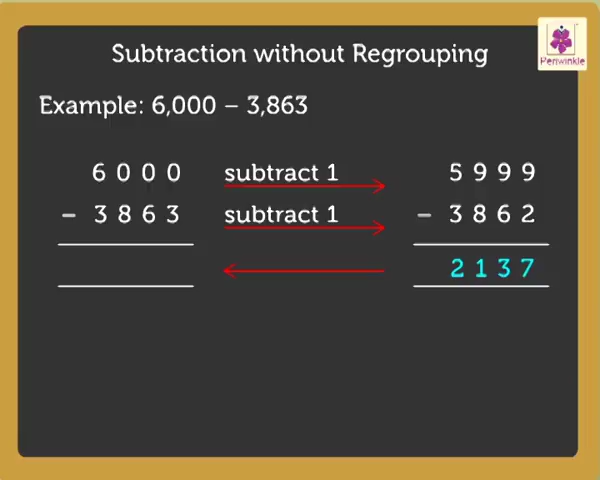 Subtraction without Regrouping
Periwinkle
Example: 6,000 – 3,863
6 0 0 0 subtract 1 5 9 9 9
– 3 8 6 3 subtract 1 – 3 8 6 2
2 1 3 7